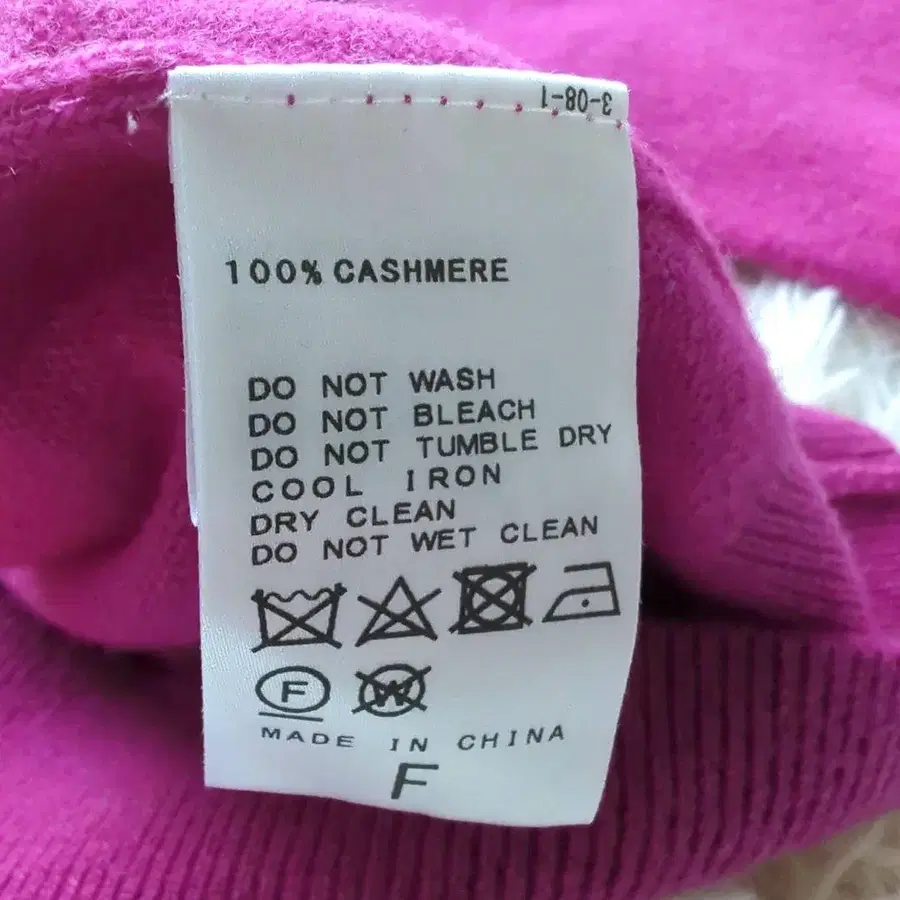 3-08-1
100% CASHMERE
DO NOT WASH
DO NOT BLEACH
DO NOT TUMBLE DRY
COOL IRON
DRY CLEAN
DO NOT WET CLEAN
F W
MADE IN CHINA
F